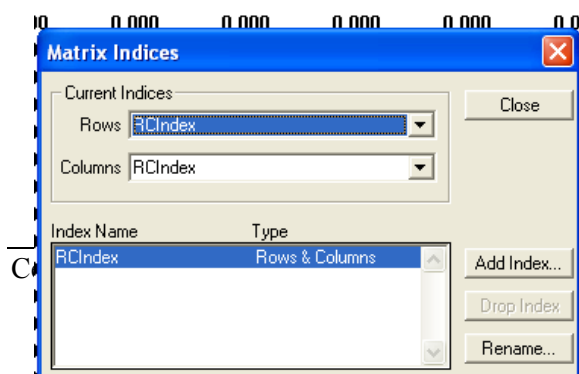 0.000 0.000 0.000 0.000
Matrix Indices
Current Indices
Rows RCIndex
Close
Columns RCIndex
Index Name Type
RCIndex Rows & Columns
Add Index...
Drop Index
Rename...